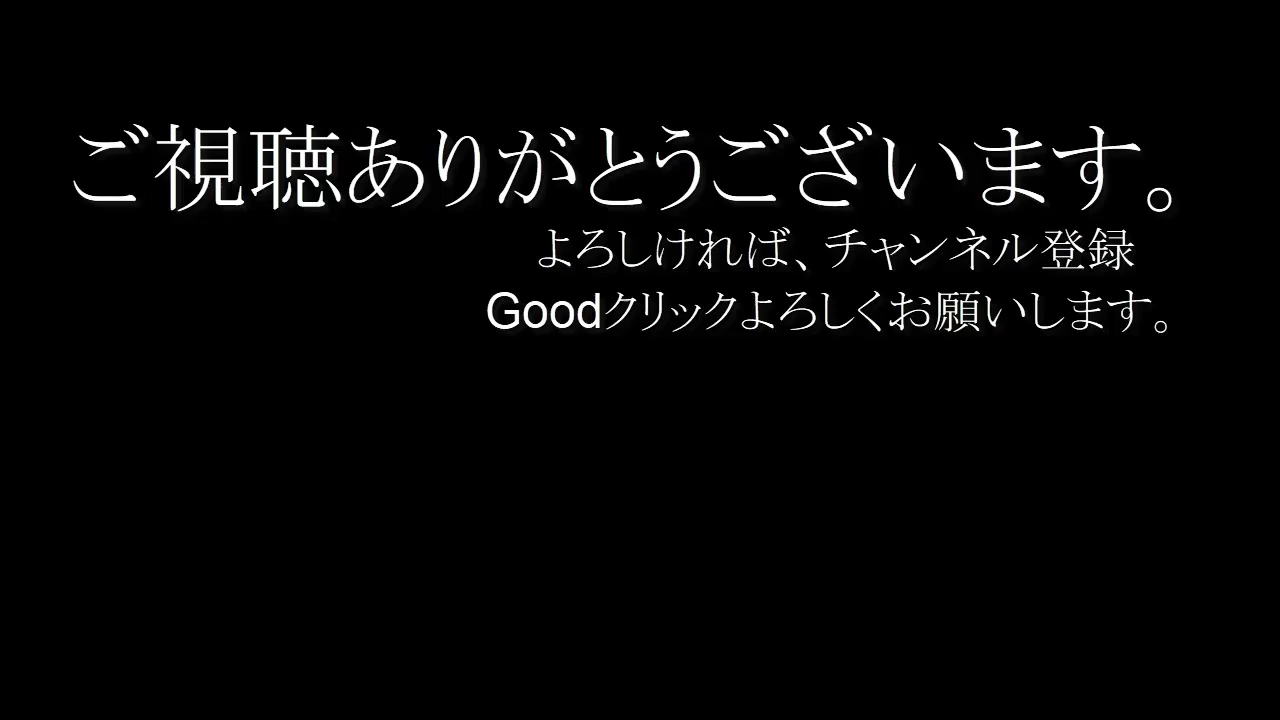 ご視聴ありがとうございます。
よろしければ、チャンネル登録
Goodクリックよろしくお願いします。